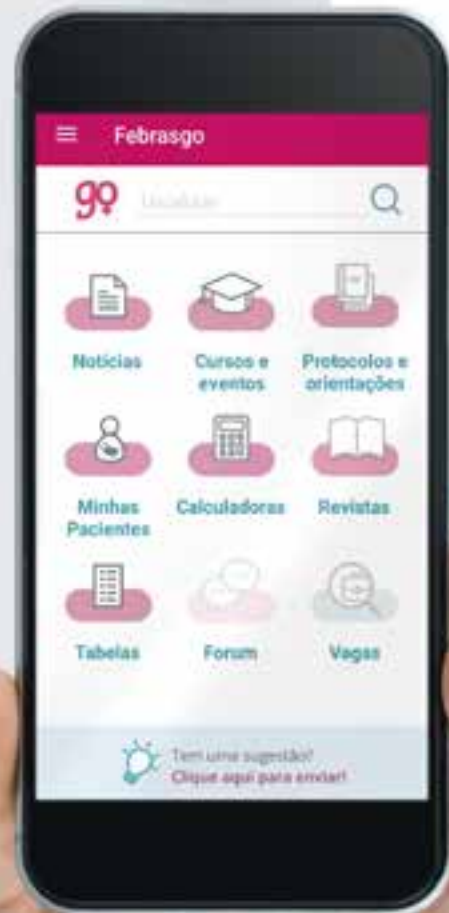 Febrasgo
go
Notícias
Cursos e
eventos
Protocolos e
orientações
Minhas
Pacientes
Calculadoras
Revistas
Tabelas
Forum
Vagas
Tem uma sugestão?
Clique aqui para enviar!